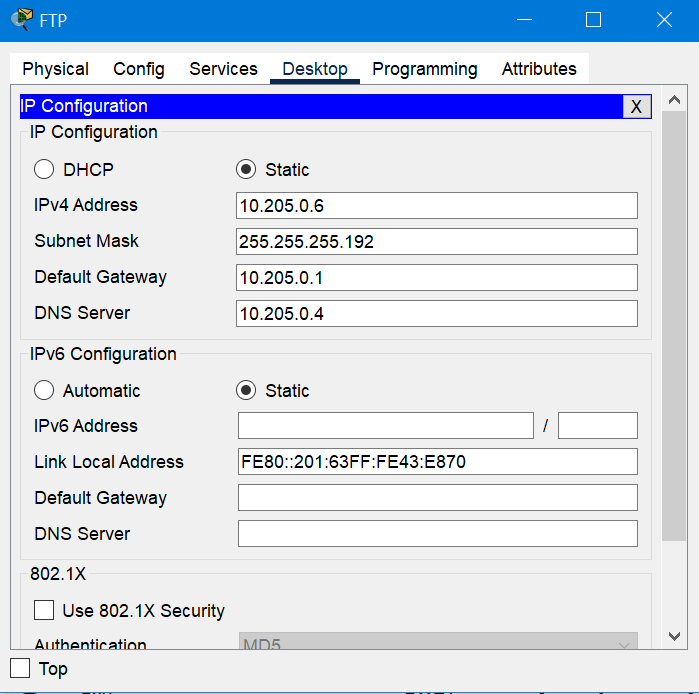 FTP
Physical Config Services Desktop Programming Attributes
IP Configuration X
IP Configuration
DHCP Static
IPv4 Address 10.205.0.6
Subnet Mask 255.255.255.192
Default Gateway 10.205.0.1
DNS Server 10.205.0.4
IPv6 Configuration
Automatic Static
IPv6 Address /
Link Local Address FE80::201:63FF:FE43:E870
Default Gateway
DNS Server
802.1X
Use 802.1X Security
Authentication MD5
Top